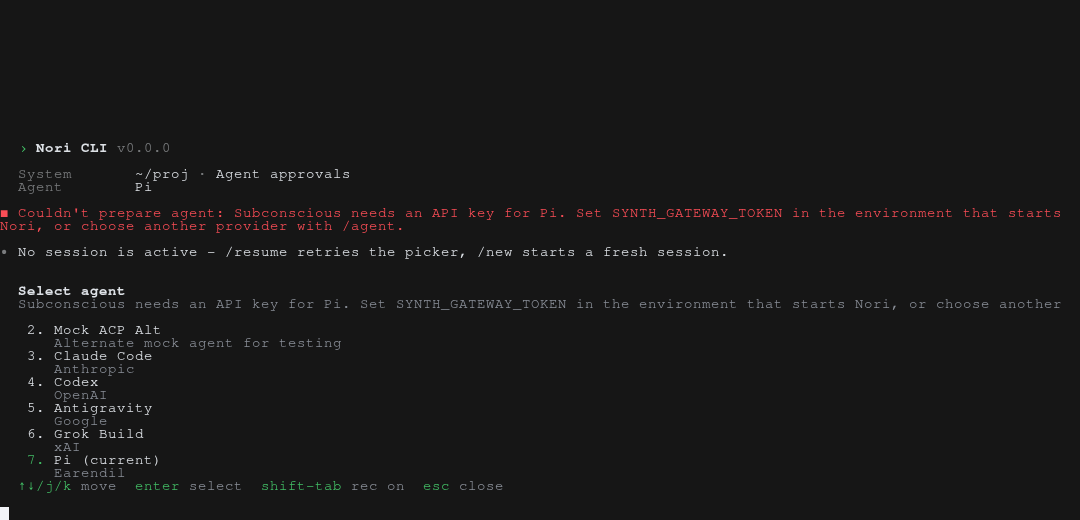 › Nori CLI v0.0.0
System ~/proj · Agent approvals
Agent Pi
■ Couldn't prepare agent: Subconscious needs an API key for Pi. Set SYNTH_GATEWAY_TOKEN in the environment that starts
Nori, or choose another provider with /agent.
• No session is active – /resume retries the picker, /new starts a fresh session.
Select agent
Subconscious needs an API key for Pi. Set SYNTH_GATEWAY_TOKEN in the environment that starts Nori, or choose another
2. Mock ACP Alt
Alternate mock agent for testing
3. Claude Code
Anthropic
4. Codex
OpenAI
5. Antigravity
Google
6. Grok Build
xAI
7. Pi (current)
Earendil
↑↓/j/k move  enter select  shift-tab rec on  esc close